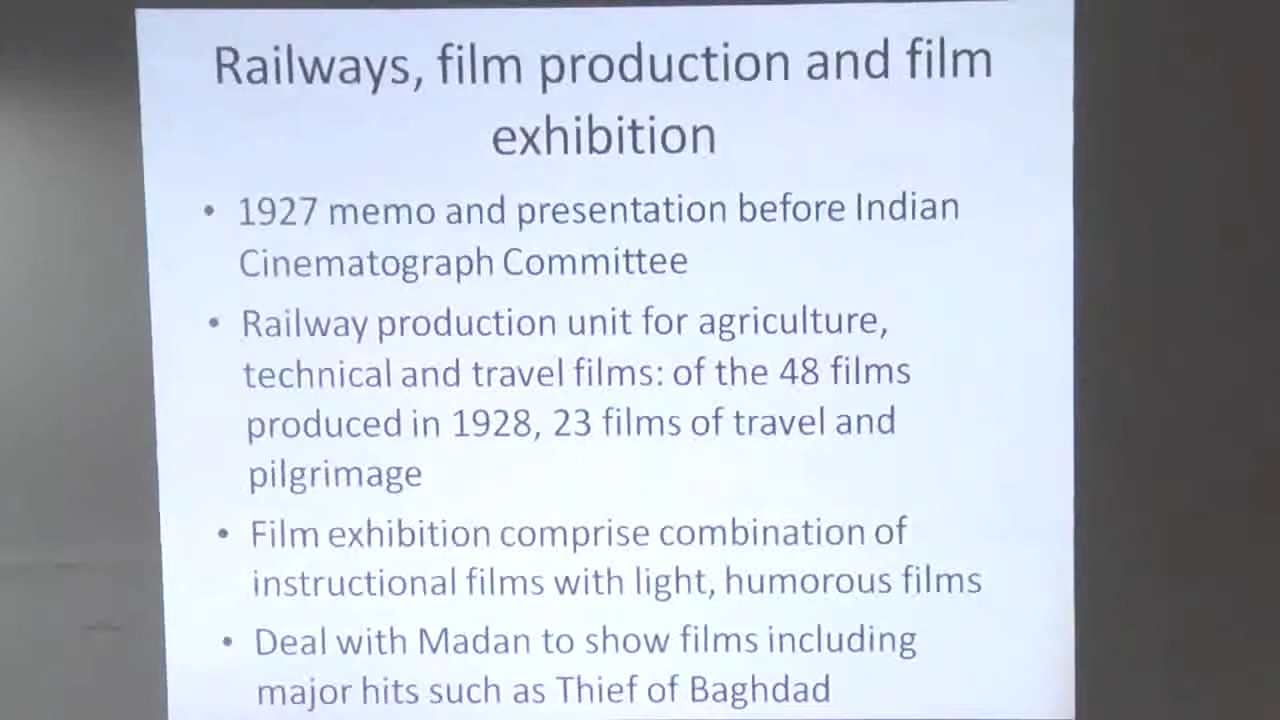 Railways, film production and film
exhibition
• 1927 memo and presentation before Indian
Cinematograph Committee
• Railway production unit for agriculture,
technical and travel films: of the 48 films
produced in 1928, 23 films of travel and
pilgrimage
• Film exhibition comprise combination of
instructional films with light, humorous films
• Deal with Madan to show films including
major hits such as Thief of Baghdad